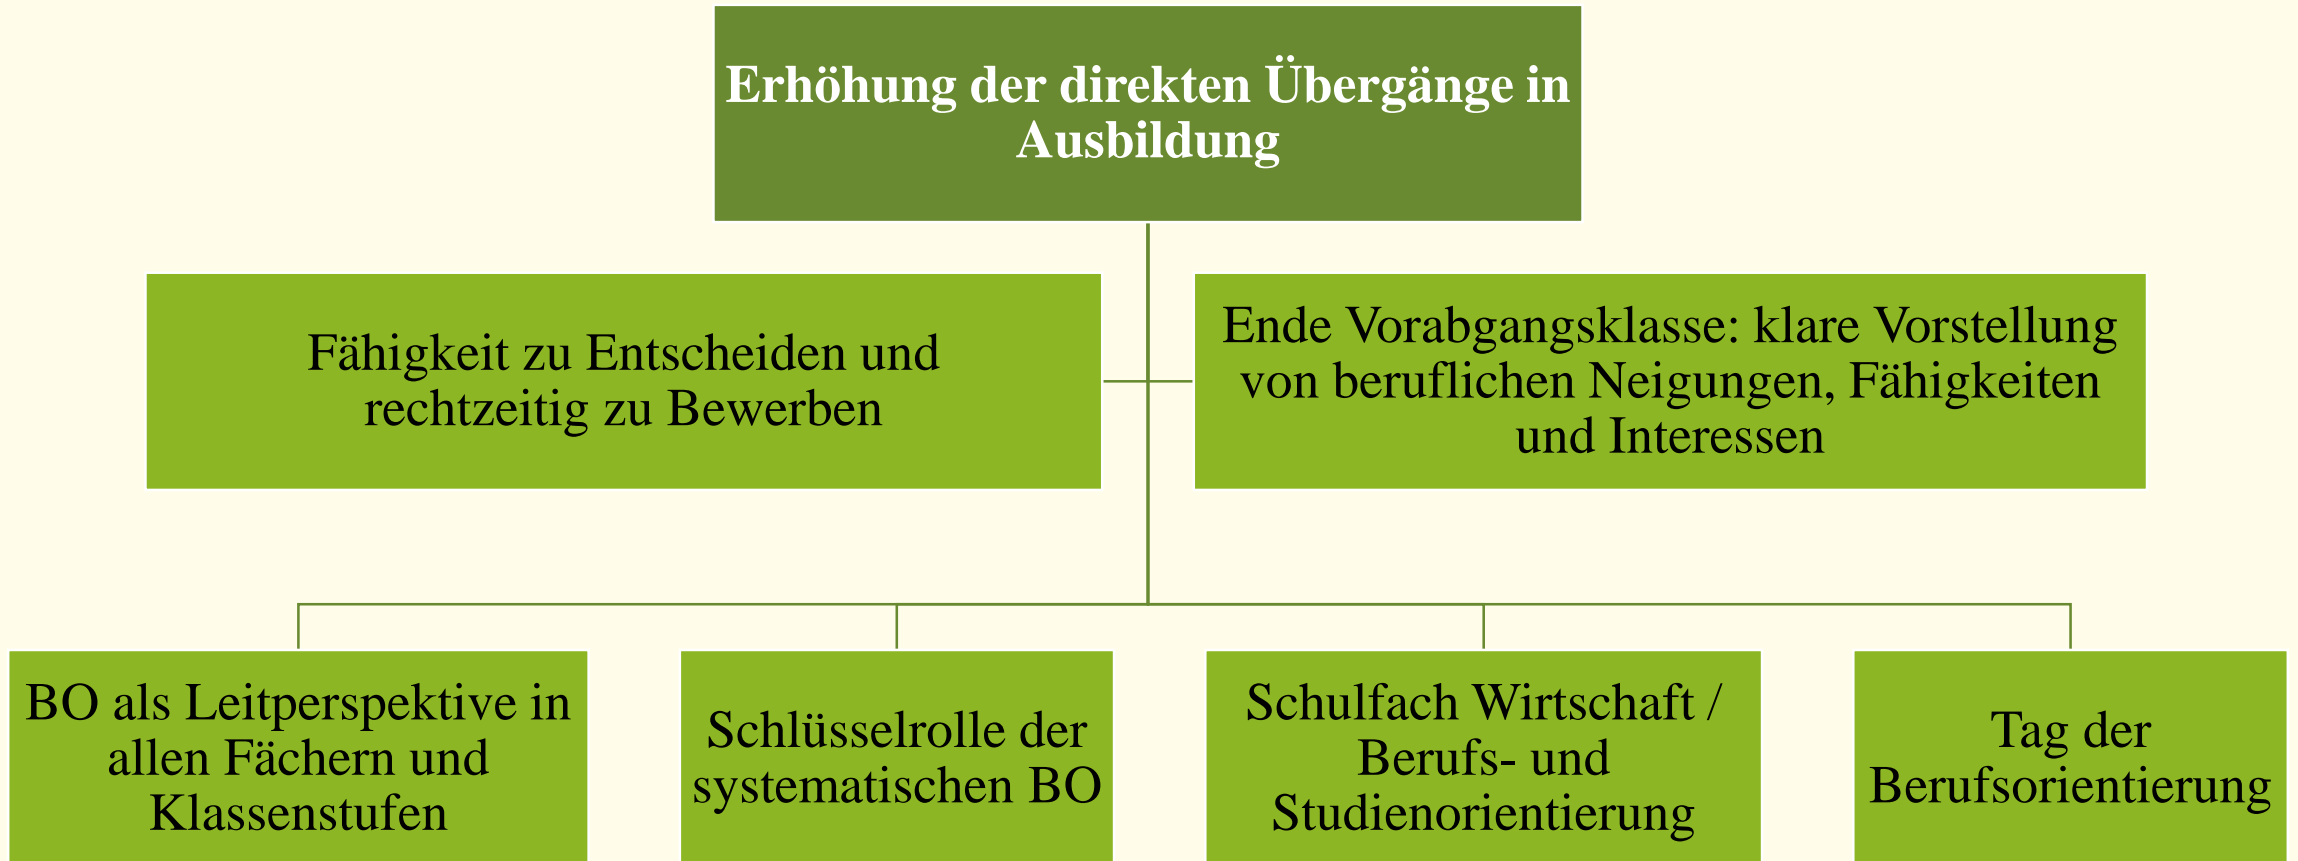 Erhöhung der direkten Übergänge in
Ausbildung
Fähigkeit zu Entscheiden und
rechtzeitig zu Bewerben
Ende Vorabgangsklasse: klare Vorstellung
von beruflichen Neigungen, Fähigkeiten
und Interessen
BO als Leitperspektive in
allen Fächern und
Klassenstufen
Schlüsselrolle der
systematischen BO
Schulfach Wirtschaft /
Berufs- und
Studienorientierung
Tag der
Berufsorientierung